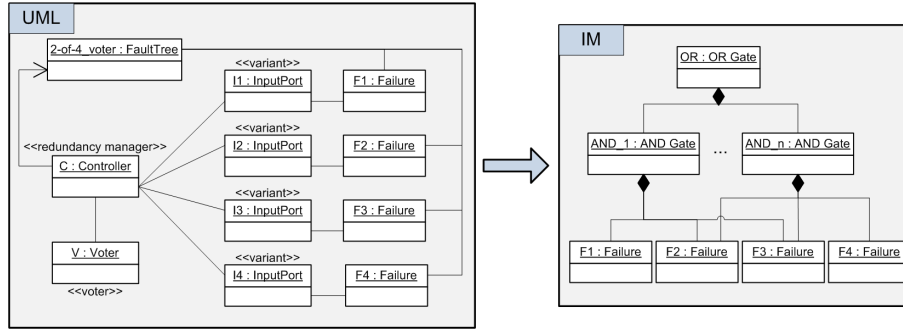 UML
2-of-4_voter : FaultTree
<<variant>>
I1 : InputPort
F1 : Failure
<<variant>>
I2 : InputPort
F2 : Failure
<<redundancy manager>>
C : Controller
<<variant>>
I3 : InputPort
F3 : Failure
V : Voter
<<voter>>
<<variant>>
I4 : InputPort
F4 : Failure
IM
OR : OR Gate
AND_1 : AND Gate
...
AND_n : AND Gate
F1 : Failure
F2 : Failure
F3 : Failure
F4 : Failure